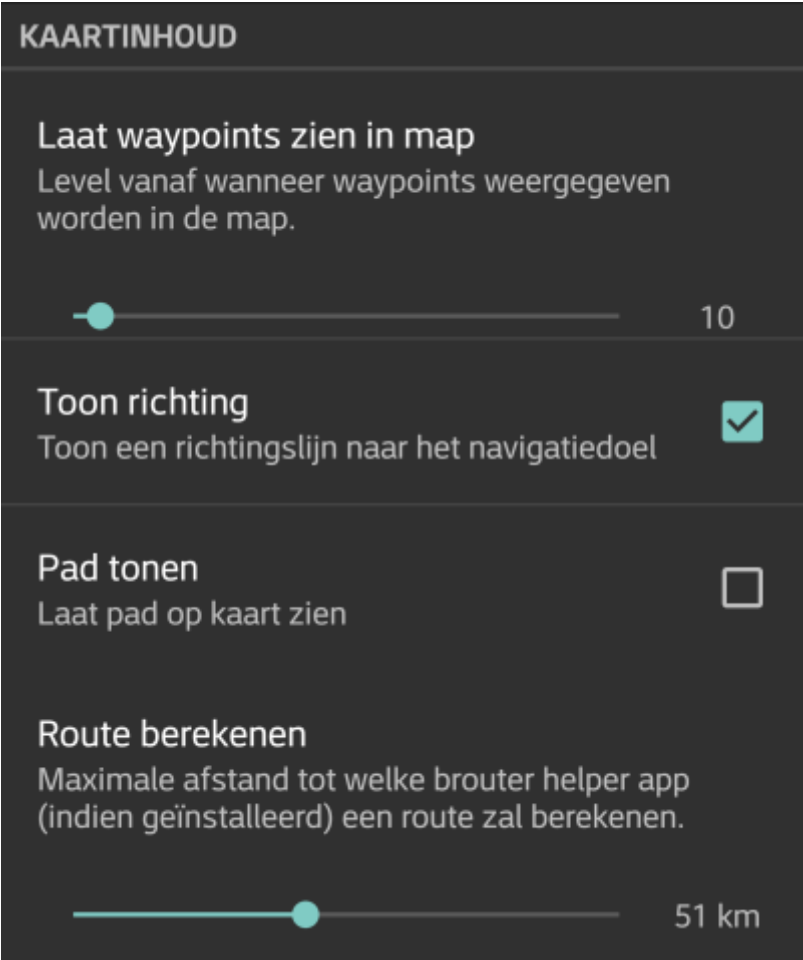 KAARTINHOUD
Laat waypoints zien in map
Level vanaf wanneer waypoints weergegeven
worden in de map.
10
Toon richting
Toon een richtingslijn naar het navigatiedoel
Pad tonen
Laat pad op kaart zien
Route berekenen
Maximale afstand tot welke brouter helper app
(indien geïnstalleerd) een route zal berekenen.
51 km